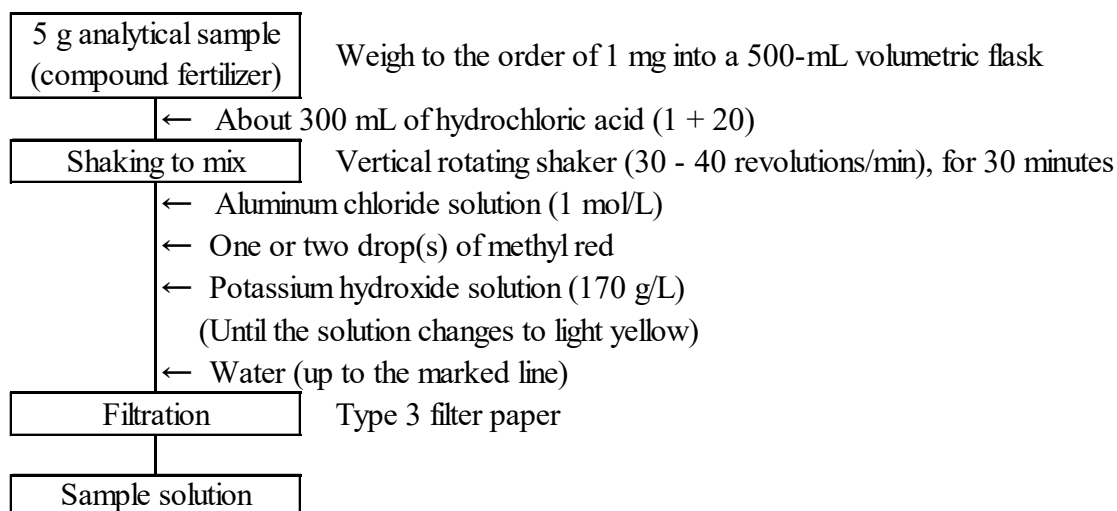 5 g analytical sample
(compound fertilizer)
Weigh to the order of 1 mg into a 500-mL volumetric flask
← About 300 mL of hydrochloric acid (1 + 20)
Shaking to mix
Vertical rotating shaker (30 - 40 revolutions/min), for 30 minutes
← Aluminum chloride solution (1 mol/L)
← One or two drop(s) of methyl red
← Potassium hydroxide solution (170 g/L)
(Until the solution changes to light yellow)
← Water (up to the marked line)
Filtration
Type 3 filter paper
Sample solution